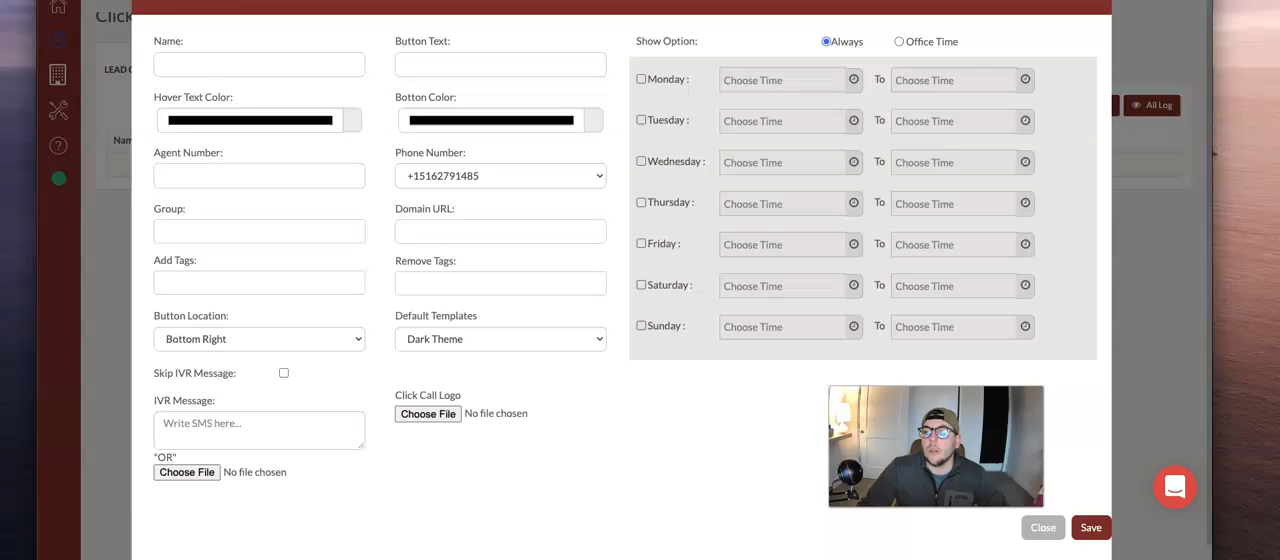 Click
LEAD
All Log
Nam
Name:
Button Text:
Hover Text Color:
Botton Color:
Agent Number:
Phone Number:
+15162791485
Group:
Domain URL:
Add Tags:
Remove Tags:
Button Location:
Default Templates
Bottom Right
Dark Theme
Skip IVR Message:
IVR Message:
Click Call Logo
Write SMS here...
Choose File No file chosen
"OR"
Choose File No file chosen
Show Option:
Always
Office Time
Monday : Choose Time To Choose Time
Tuesday : Choose Time To Choose Time
Wednesday : Choose Time To Choose Time
Thursday : Choose Time To Choose Time
Friday : Choose Time To Choose Time
Saturday : Choose Time To Choose Time
Sunday : Choose Time To Choose Time
Close
Save